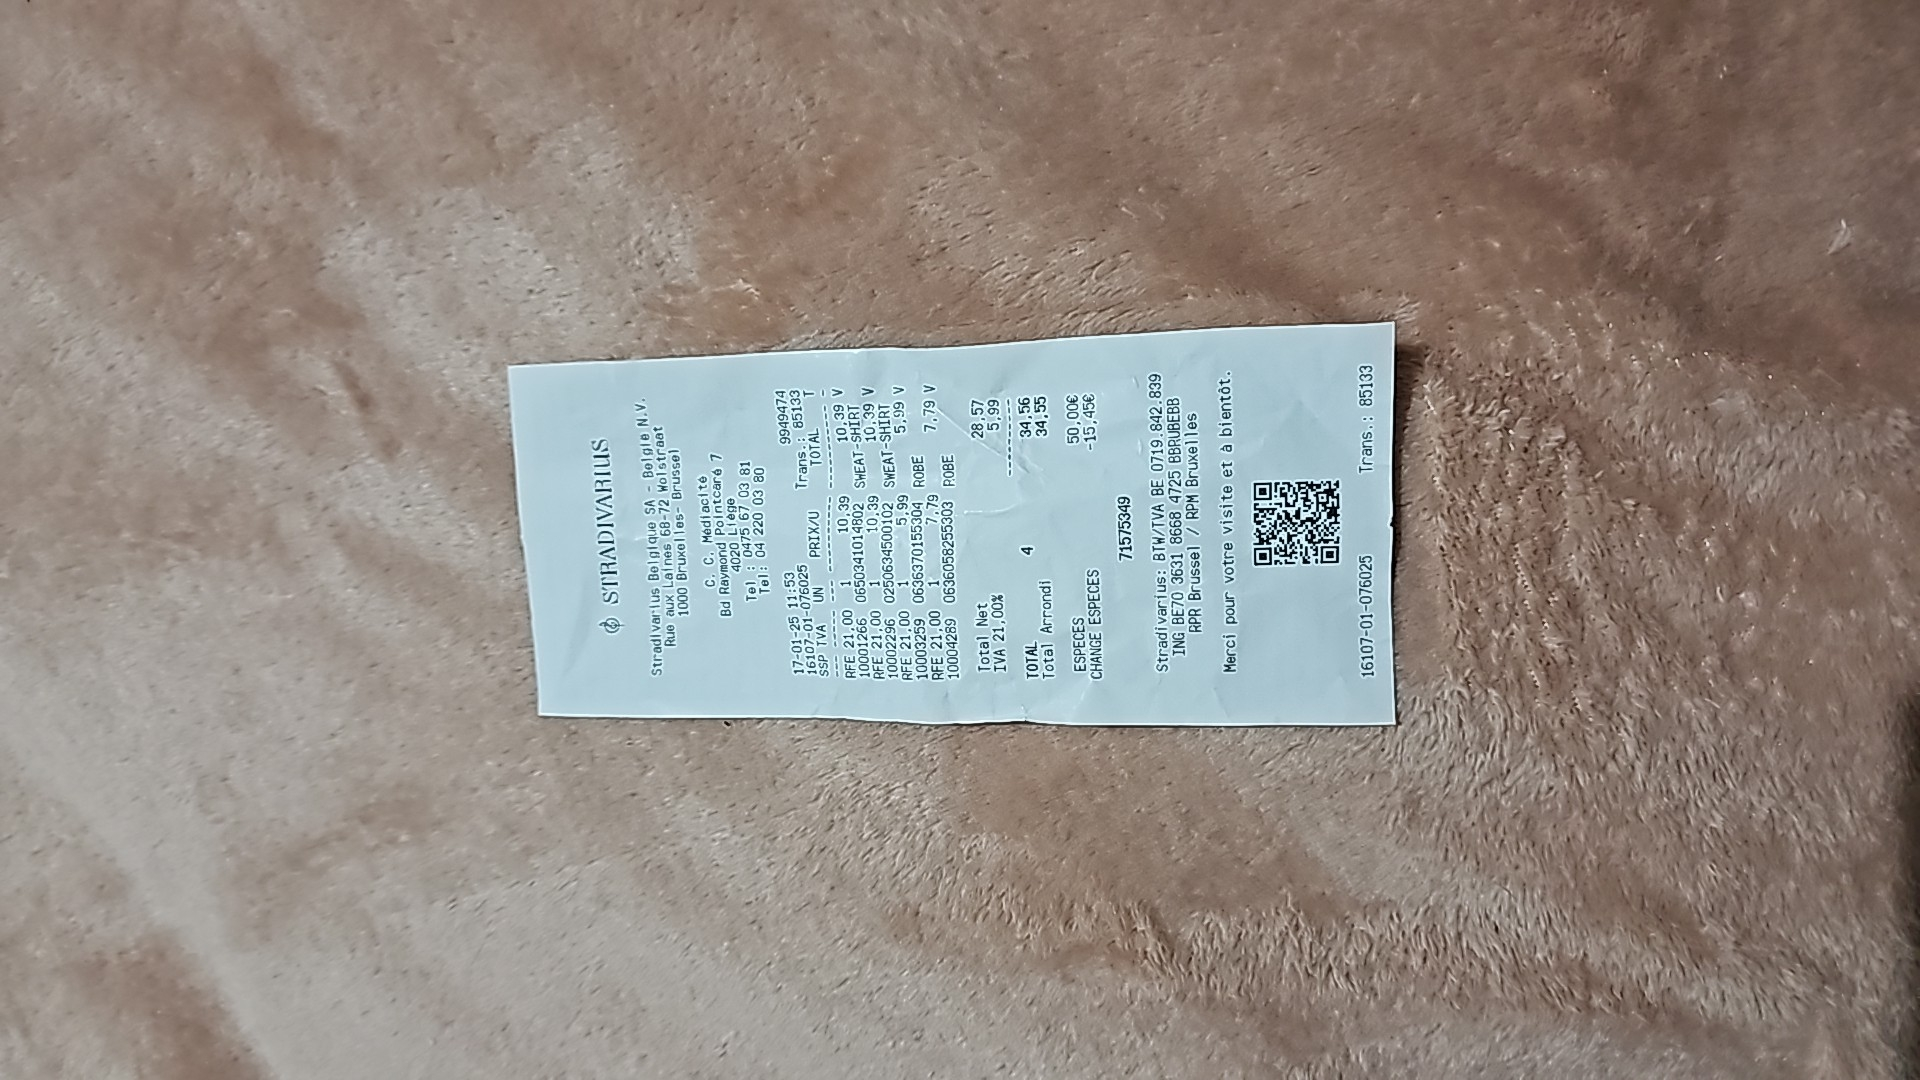 STRADIVARIUS
Stradivarius Belgique SA - Belgie N.V.
Rue aux Laines 68-72 Wolstraat
1000 Bruxelles- Brussel
C. C. Médiacité
Bd Raymond Pointcaré 7
4020 Liège
Tel : 0475 67 03 81
Tel: 04 220 03 80
17-01-25 11:53 9949474
16107-01-076025 Trans.: 85133
SSP TVA UN PRIX/U TOTAL T
--- ----- ---- -------- -------- -
RFE 21,00 1 10,39 10,39 V
10001266 0650341014802 SWEAT-SHIRT
RFE 21,00 1 10,39 10,39 V
10002296 02506345001​02 SWEAT-SHIRT
RFE 21,00 1 5,99 5,99 V
10003259 0636370155304 ROBE
RFE 21,00 1 7,79 7,79 V
10004289 06360582553​03 ROBE
Total Net 28,57
IVA 21,00% 5,99
-----------
TOTAL 4 34,56
Total Arrondi 34,55
ESPECES 50,00€
CHANGE ESPECES -15,45€
71575349
Stradivarius: BTW/TVA BE 0719.842.839
ING BE70 3631 8668 4725 BBRUBEBB
RPR Brussel / RPM Bruxelles
Merci pour votre visite et à bientôt.
16107-01-076025 Trans.: 85133